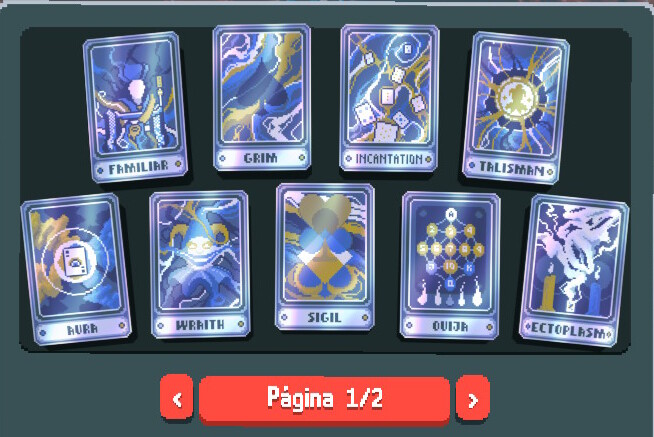 FAMILIAR
GRIM
INCANTATION
TALISMAN
AURA
WRAITH
SIGIL
OUIJA
ECTOPLASM
Página 1/2